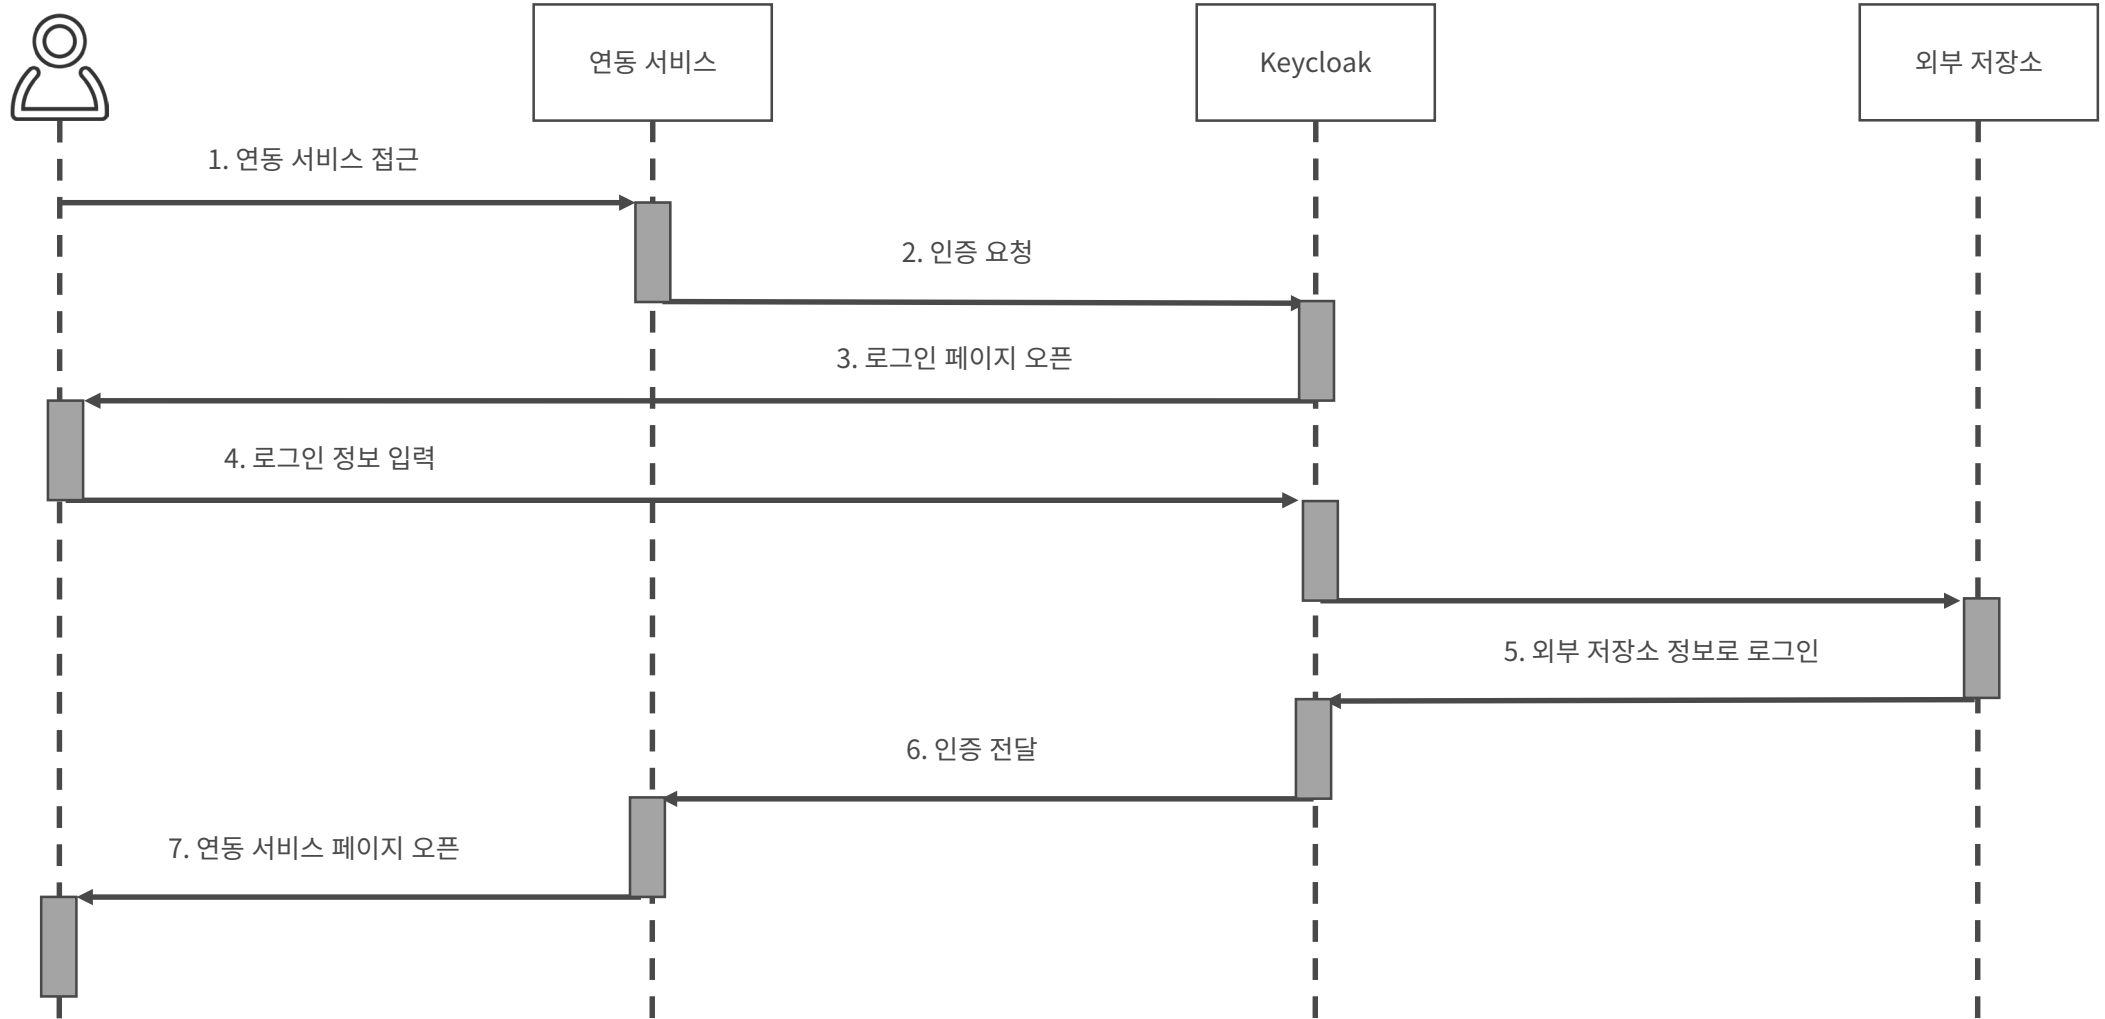 연동 서비스
Keycloak
외부 저장소
1. 연동 서비스 접근
2. 인증 요청
3. 로그인 페이지 오픈
4. 로그인 정보 입력
5. 외부 저장소 정보로 로그인
6. 인증 전달
7. 연동 서비스 페이지 오픈